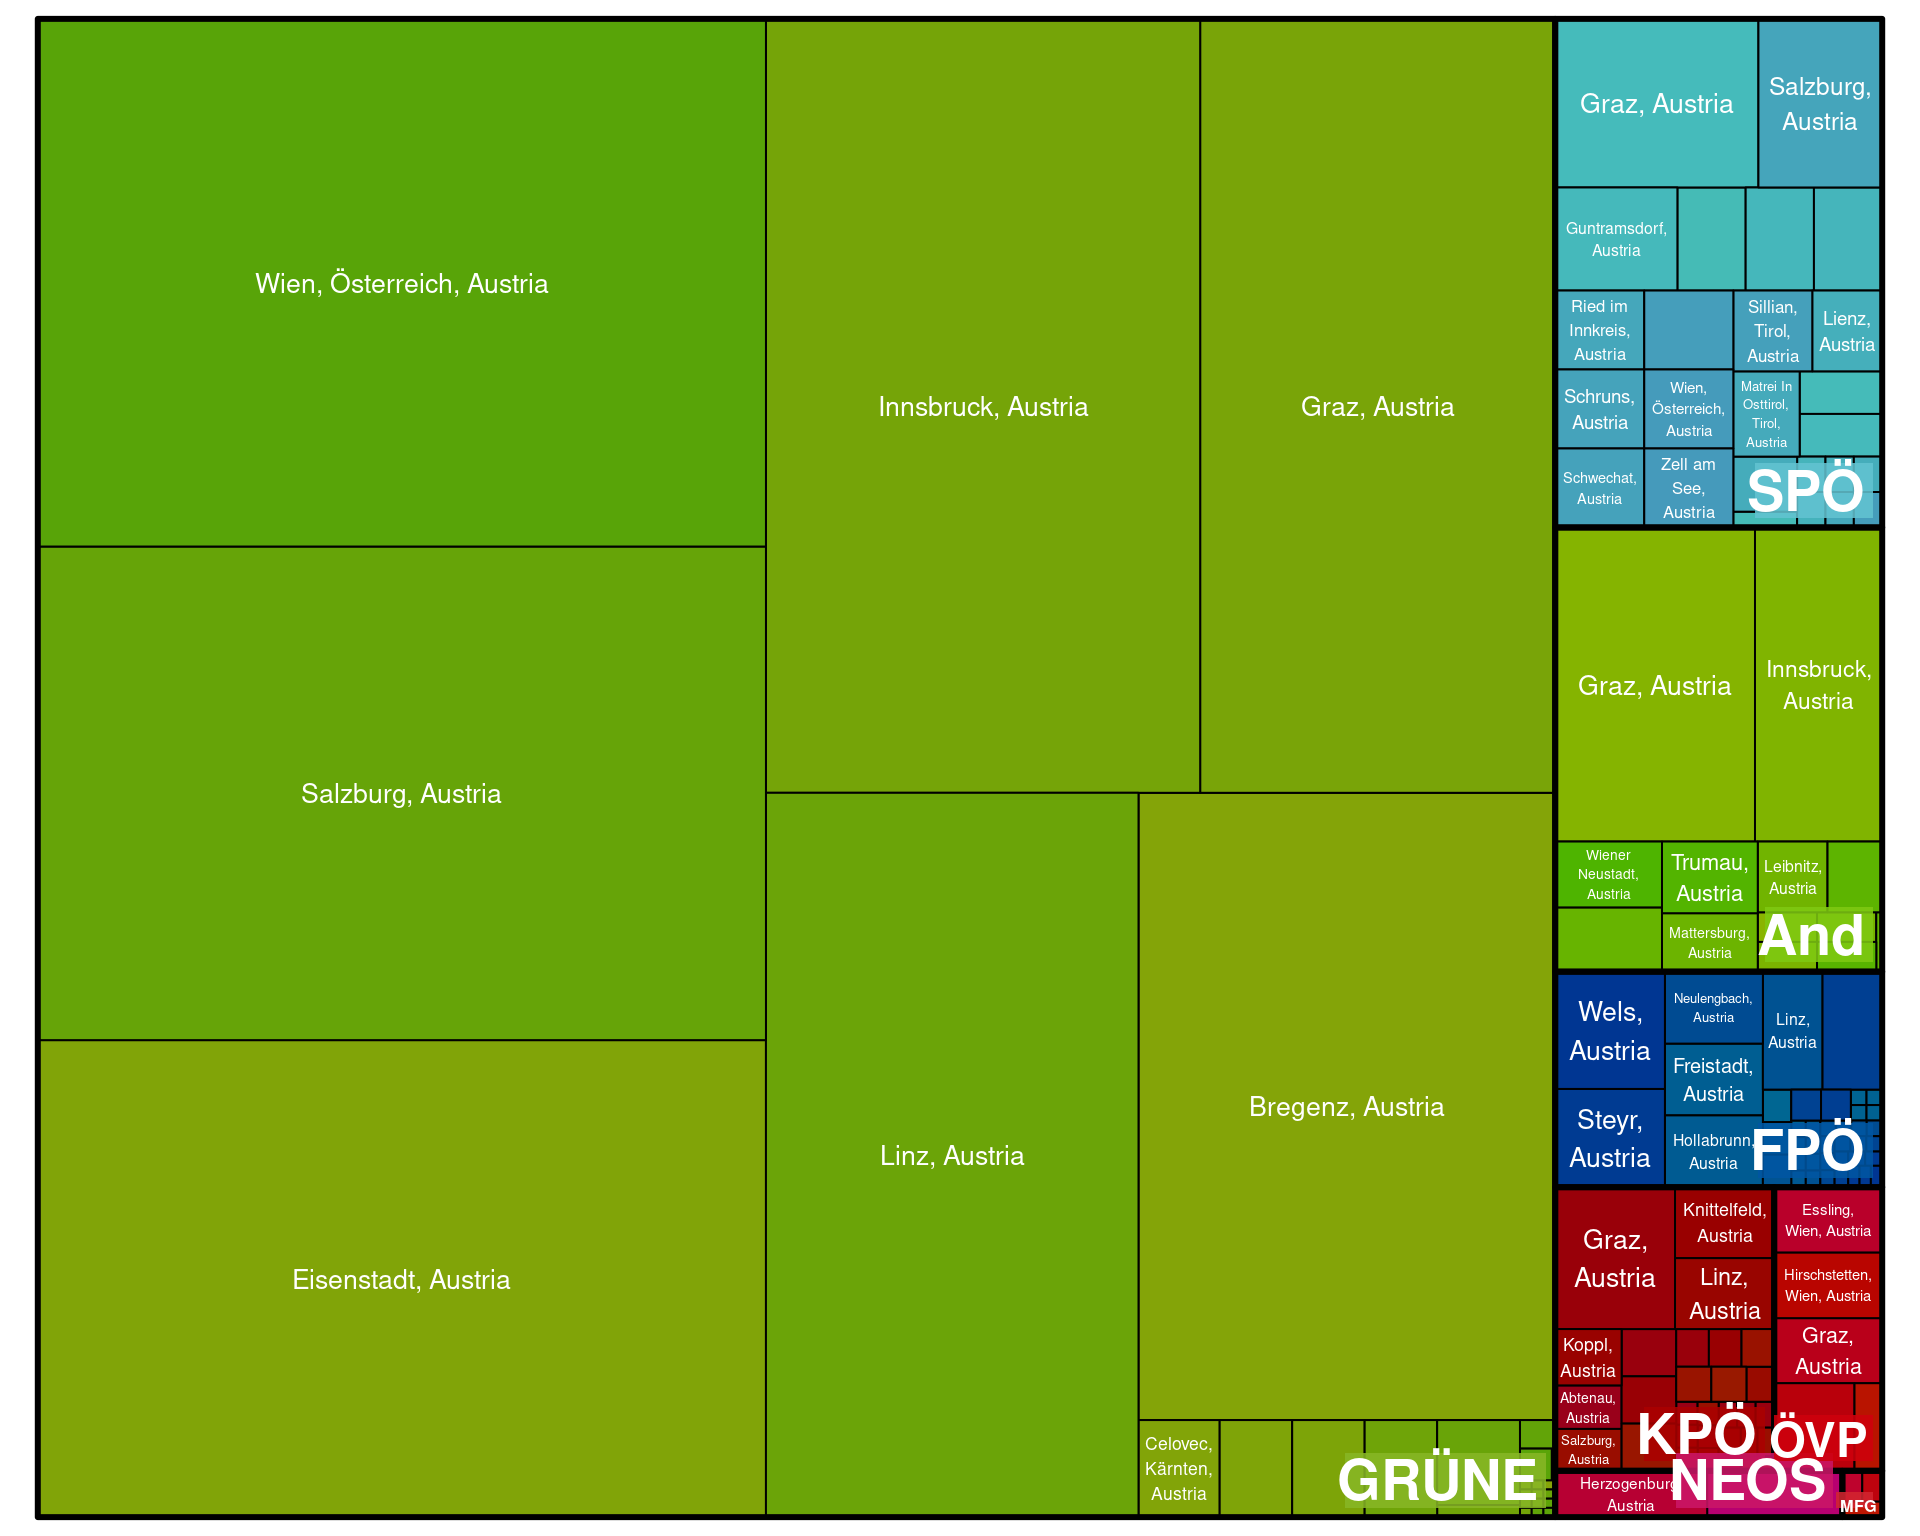 Wien, Österreich, Austria
Salzburg, Austria
Eisenstadt, Austria
Innsbruck, Austria
Graz, Austria
Linz, Austria
Bregenz, Austria
Celovec,
Kärnten,
Austria
GRÜNE
Graz, Austria
Salzburg,
Austria
Guntramsdorf,
Austria
Ried im
Innkreis,
Austria
Sillian,
Tirol,
Austria
Lienz,
Austria
Schruns,
Austria
Wien,
Österreich,
Austria
Matrei In
Osttirol,
Tirol,
Austria
Schwechat,
Austria
Zell am
See,
Austria
SPÖ
Graz, Austria
Innsbruck,
Austria
Wiener
Neustadt,
Austria
Trumau,
Austria
Leibnitz,
Austria
Mattersburg,
Austria
And
Wels,
Austria
Neulengbach,
Austria
Linz,
Austria
Freistadt,
Austria
Steyr,
Austria
Hollabrunn,
Austria
FPÖ
Graz,
Austria
Knittelfeld,
Austria
Linz,
Austria
Koppl,
Austria
Abtenau,
Austria
Salzburg,
Austria
KPÖ
Essling,
Wien, Austria
Hirschstetten,
Wien, Austria
Graz,
Austria
ÖVP
Herzogenburg
Austria
NEOS
MFG